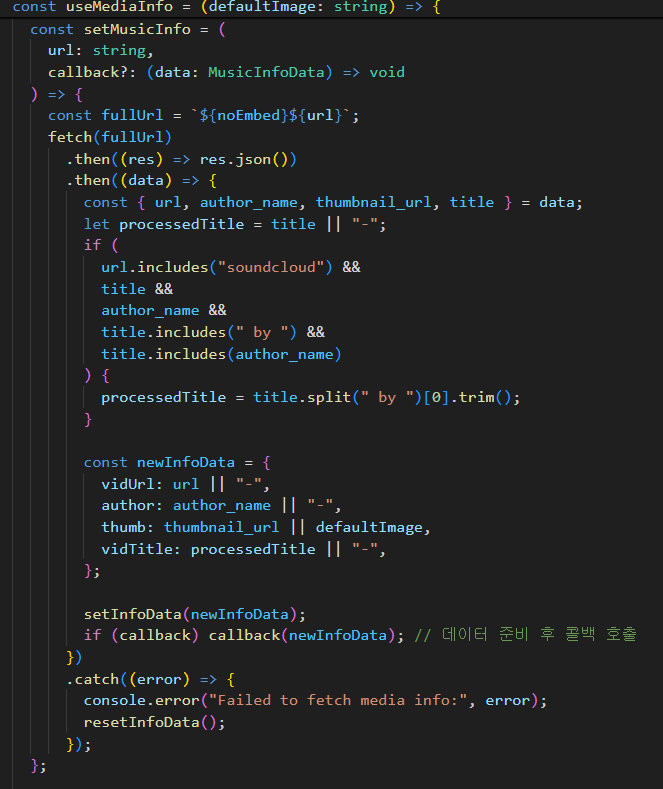 const useMediaInfo = (defaultImage: string) => {
const setMusicInfo = (
url: string,
callback?: (data: MusicInfoData) => void
) => {
const fullUrl = `${noEmbed}${url}`;
fetch(fullUrl)
.then((res) => res.json())
.then((data) => {
const { url, author_name, thumbnail_url, title } = data;
let processedTitle = title || "-";
if (
url.includes("soundcloud") &&
title &&
author_name &&
title.includes(" by ") &&
title.includes(author_name)
) {
processedTitle = title.split(" by ")[0].trim();
}
const newInfoData = {
vidUrl: url || "-",
author: author_name || "-",
thumb: thumbnail_url || defaultImage,
vidTitle: processedTitle || "-",
};
setInfoData(newInfoData);
if (callback) callback(newInfoData); // 데이터 준비 후 콜백 호출
})
.catch((error) => {
console.error("Failed to fetch media info:", error);
resetInfoData();
});
};